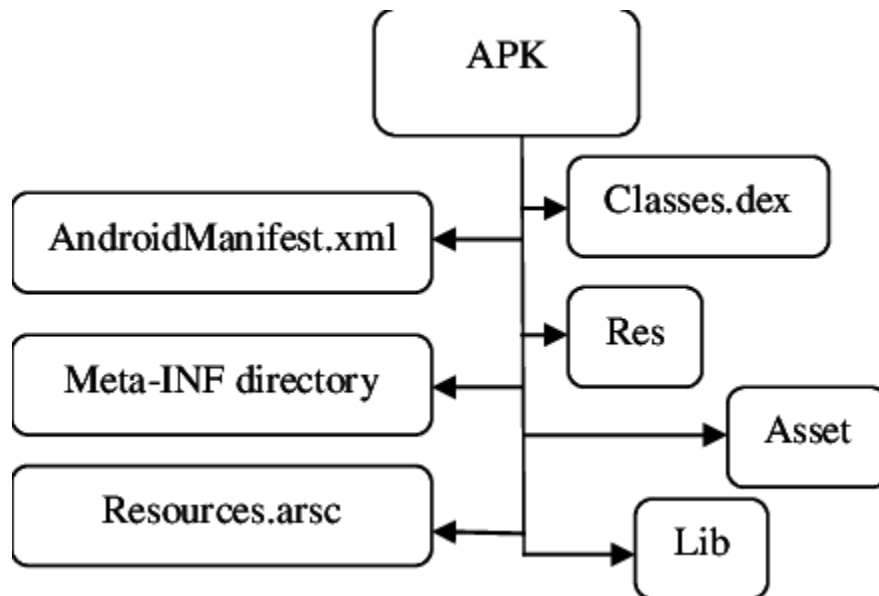 APK
Classes.dex
AndroidManifest.xml
Res
Meta-INF directory
Asset
Resources.arsc
Lib